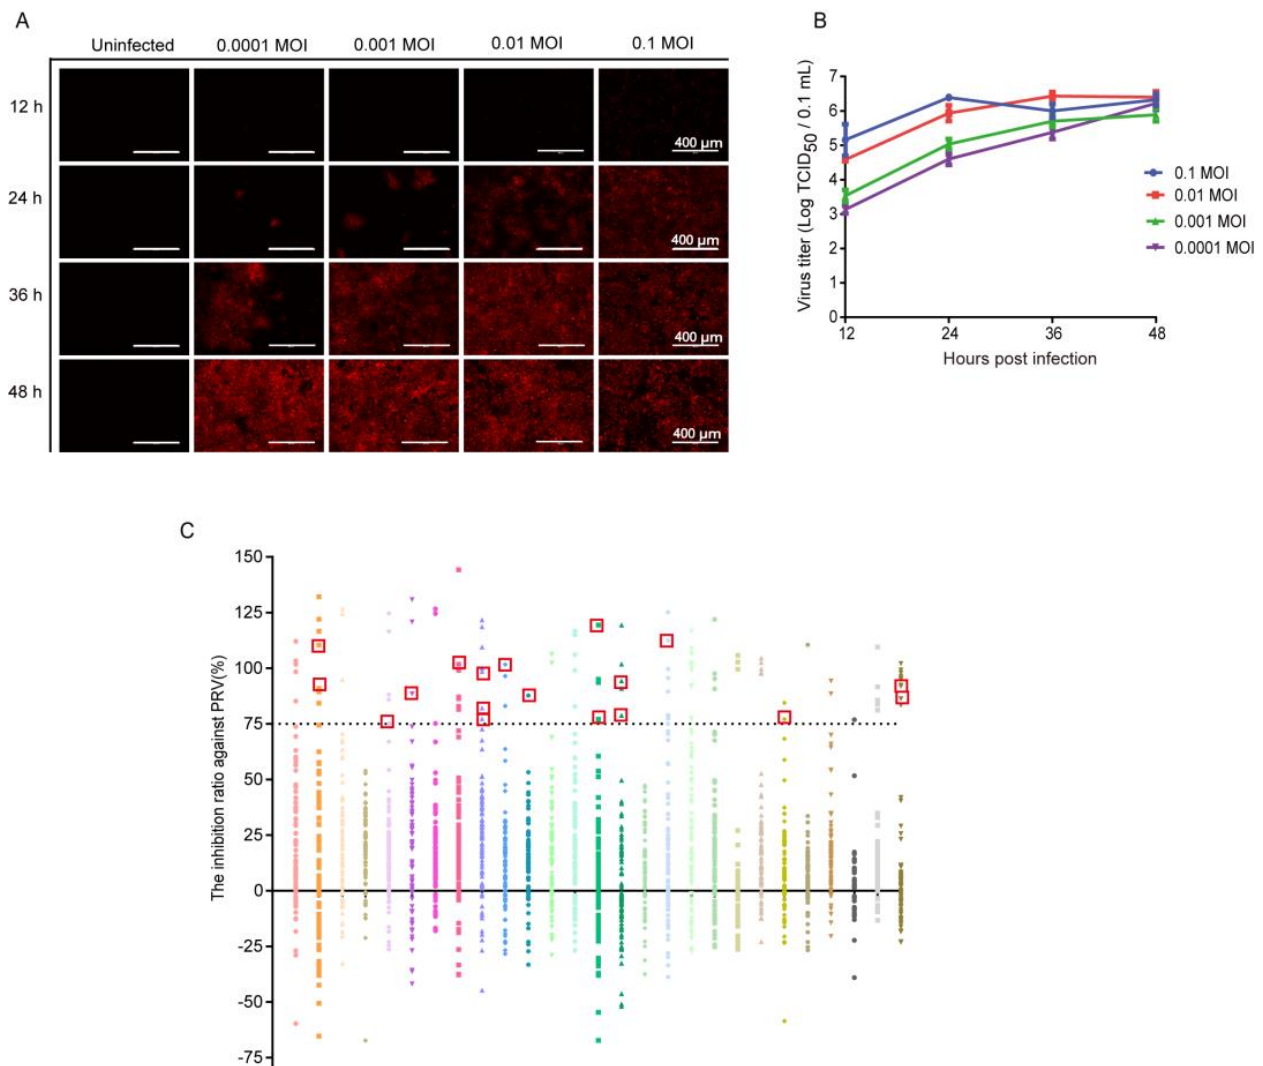 A
Uninfected 0.0001 MOI 0.001 MOI 0.01 MOI 0.1 MOI
12 h
400 µm
24 h
400 µm
36 h
400 µm
48 h
400 µm
B
Virus titer (Log TCID50 / 0.1 mL)
7
6
5
4
3
2
1
0
12 24 36 48
Hours post infection
0.1 MOI
0.01 MOI
0.001 MOI
0.0001 MOI
C
The inhibition ratio against PRV(%)
150
125
100
75
50
25
0
-25
-50
-75